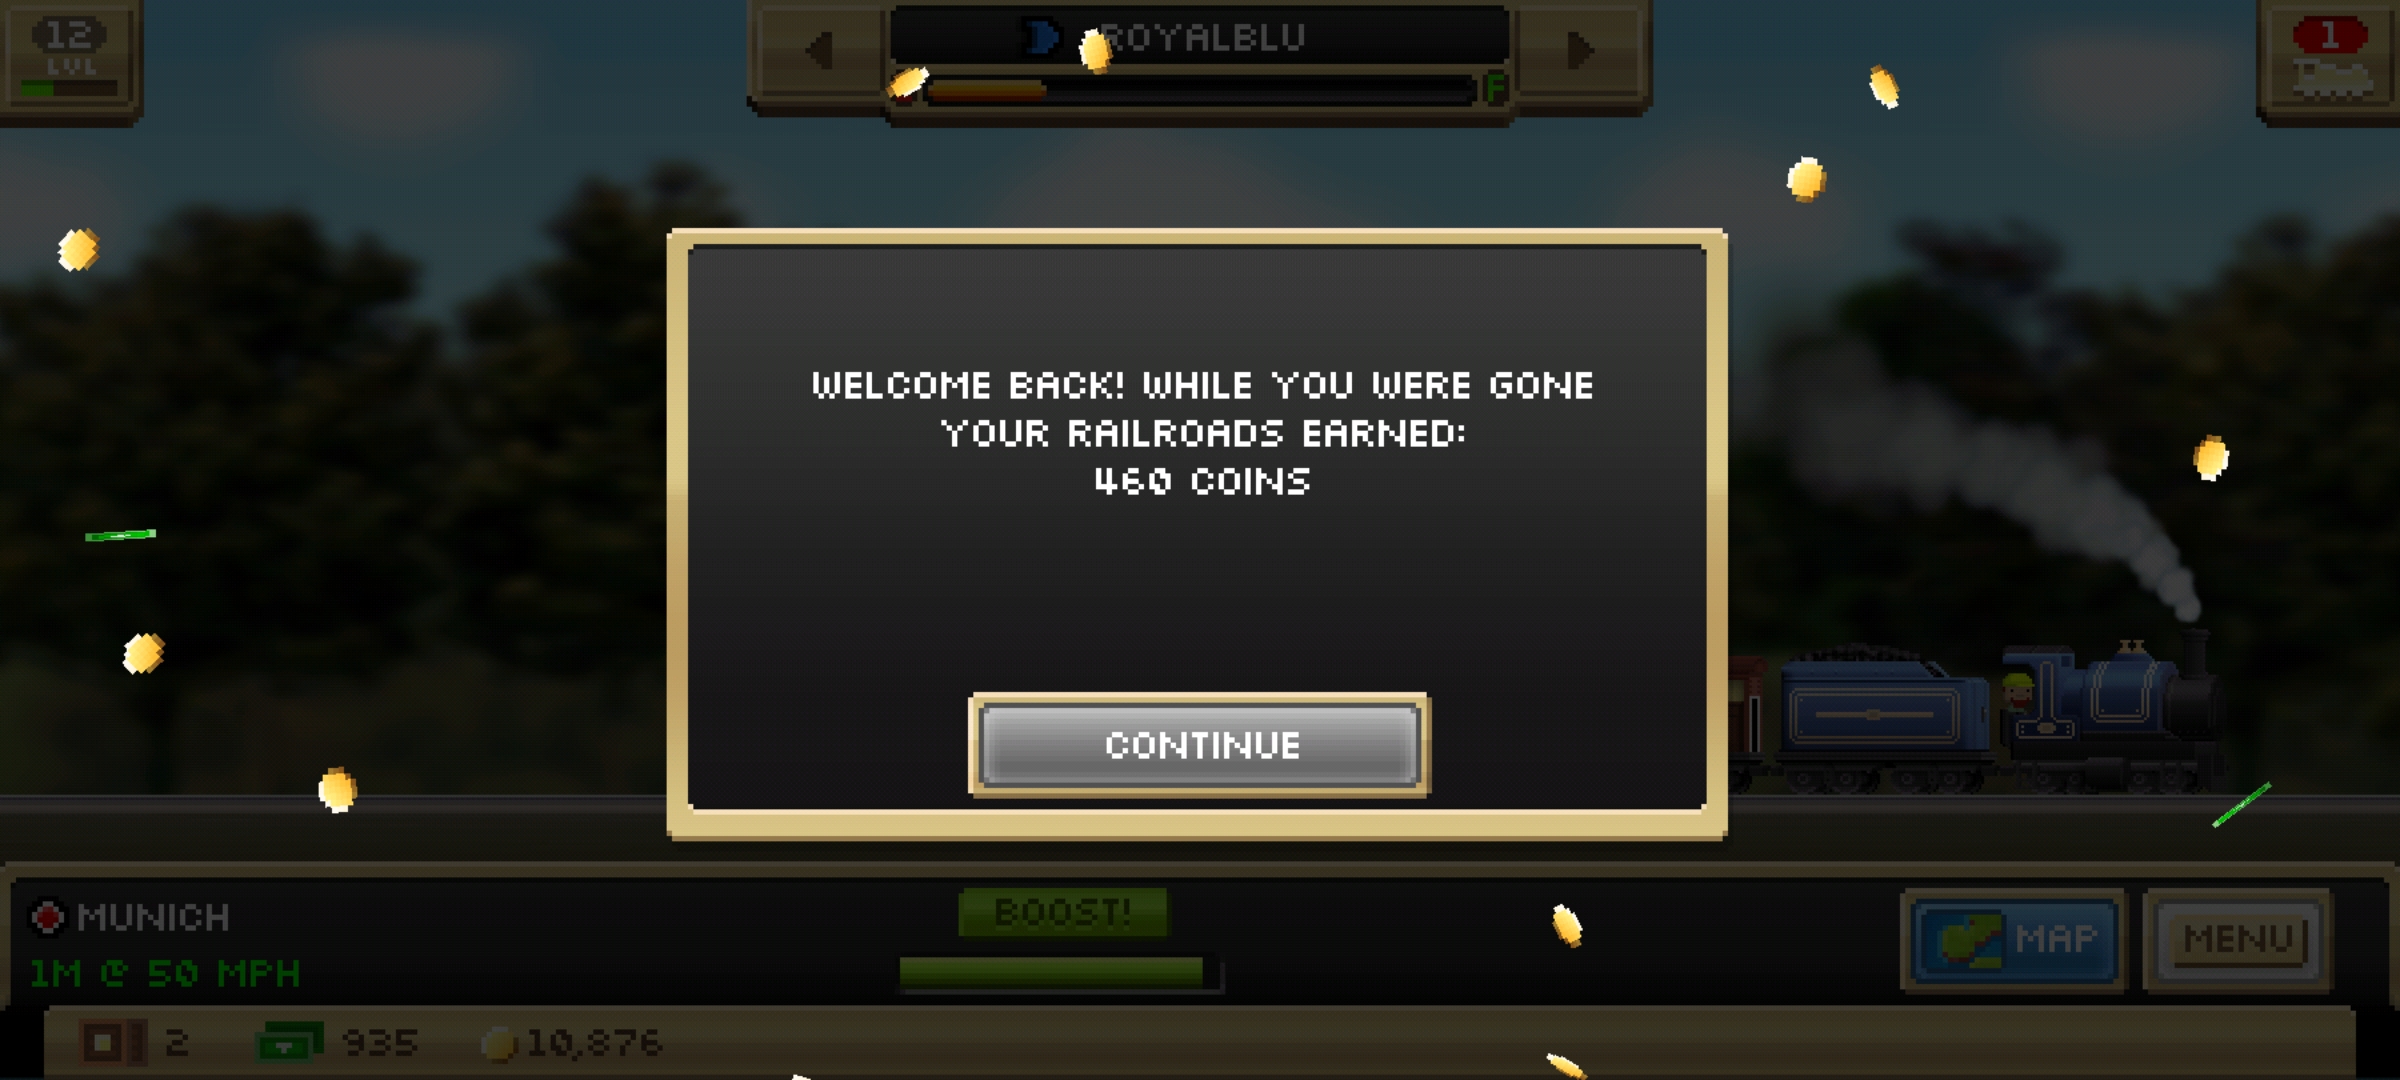 12
LVL
ROYALBLU
F
1
WELCOME BACK! WHILE YOU WERE GONE
YOUR RAILROADS EARNED:
460 COINS
CONTINUE
MUNICH
1M @ 50 MPH
BOOST!
MAP
MENU
2
935
10,876